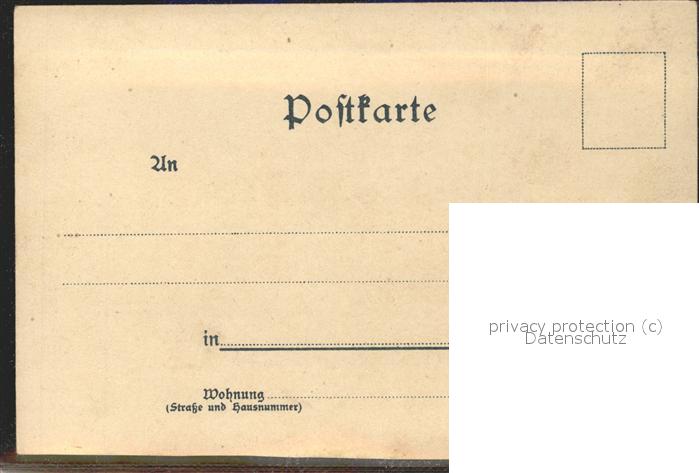 Poſtkarte
An
in
Wohnung
(Straße und Hausnummer)
privacy protection (c)
Datenschutz